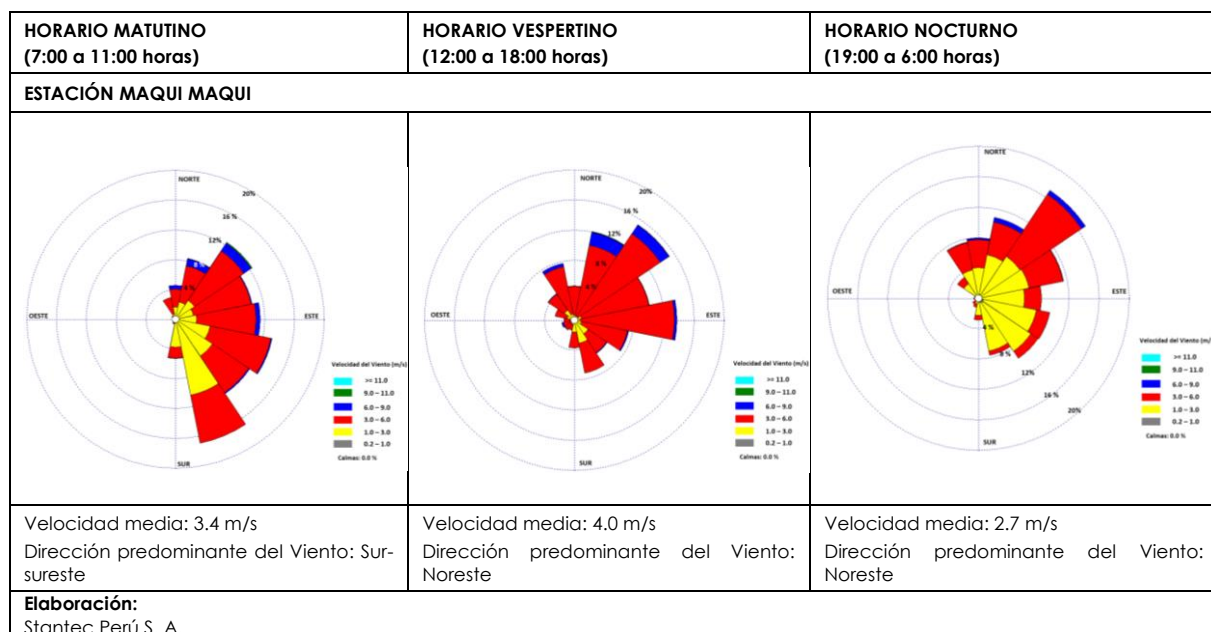 HORARIO MATUTINO
(7:00 a 11:00 horas)
HORARIO VESPERTINO
(12:00 a 18:00 horas)
HORARIO NOCTURNO
(19:00 a 6:00 horas)
ESTACIÓN MAQUI MAQUI
NORTE
20%
16 %
12%
8 %
4 %
OESTE
ESTE
SUR
Velocidad del Viento (m/s)
>= 11.0
9.0 – 11.0
6.0 – 9.0
3.0 – 6.0
1.0 – 3.0
0.2 – 1.0
Calmas: 0.0 %
NORTE
20%
16 %
12%
8 %
4 %
OESTE
ESTE
SUR
Velocidad del Viento (m/s)
>= 11.0
9.0 – 11.0
6.0 – 9.0
3.0 – 6.0
1.0 – 3.0
0.2 – 1.0
Calmas: 0.0 %
NORTE
OESTE
ESTE
4 %
8 %
12%
16 %
20%
SUR
Velocidad del Viento (m/s)
>= 11.0
9.0 – 11.0
6.0 – 9.0
3.0 – 6.0
1.0 – 3.0
0.2 – 1.0
Calmas: 0.0 %
Velocidad media: 3.4 m/s
Dirección predominante del Viento: Sur-
sureste
Velocidad media: 4.0 m/s
Dirección predominante del Viento:
Noreste
Velocidad media: 2.7 m/s
Dirección predominante del Viento:
Noreste
Elaboración:
Stantec Perú S. A.